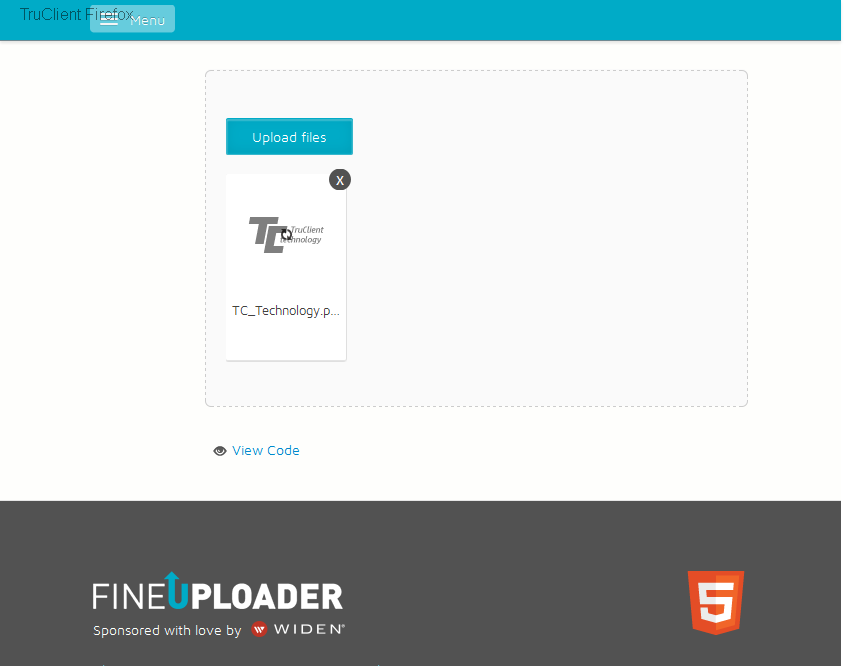 TruClient Firefox
Menu
Upload files
X
TC TruClient
Technology
TC_Technology.p...
View Code
FINEUPLOADER
Sponsored with love by WIDEN
5